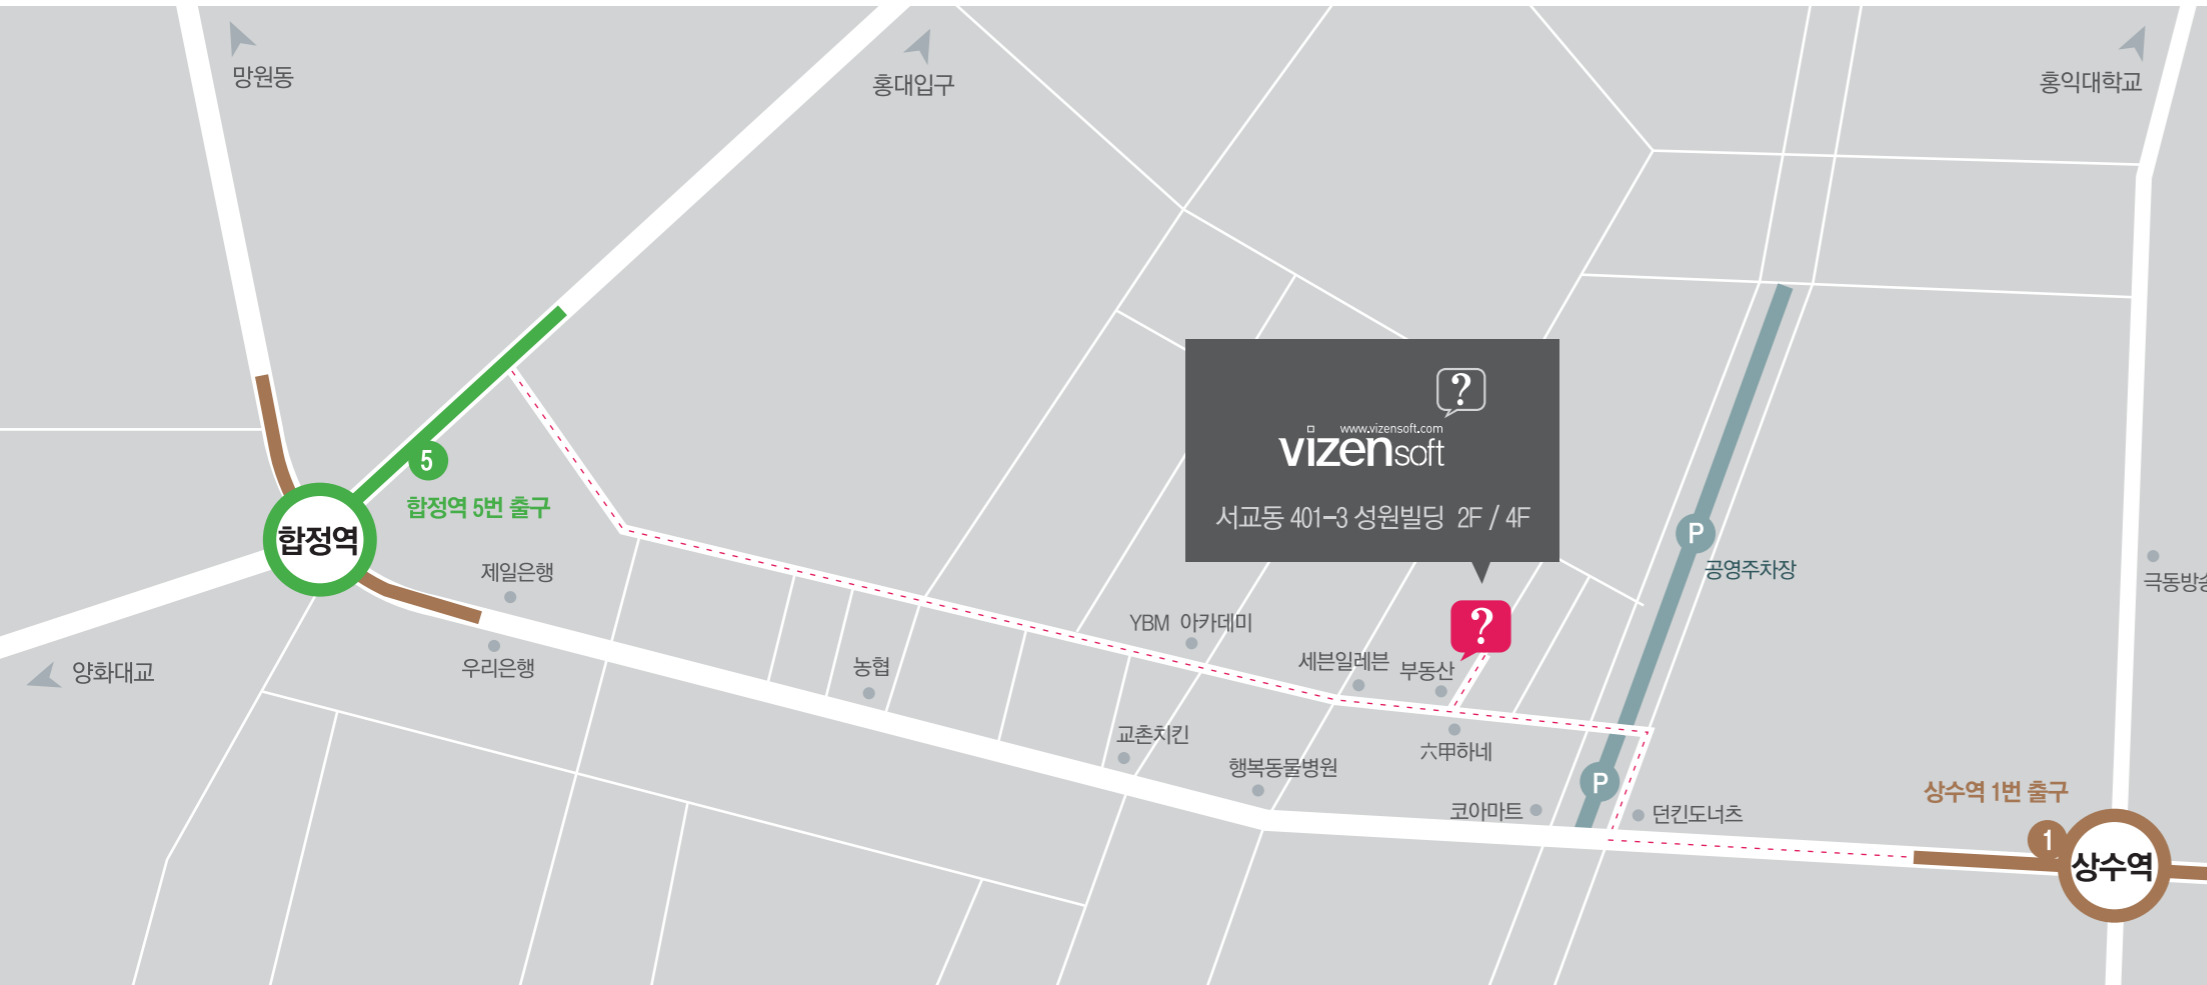 망원동
홍대입구
홍익대학교
?
www.vizensoft.com
vizensoft
서교동 401-3 성원빌딩 2F / 4F
5
합정역 5번 출구
합정역
P
공영주차장
제일은행
극동방송
?
YBM 아카데미
우리은행
농협
세븐일레븐
부동산
양화대교
교촌치킨
六甲하네
행복동물병원
P
코아마트
던킨도너츠
상수역 1번 출구
1
상수역